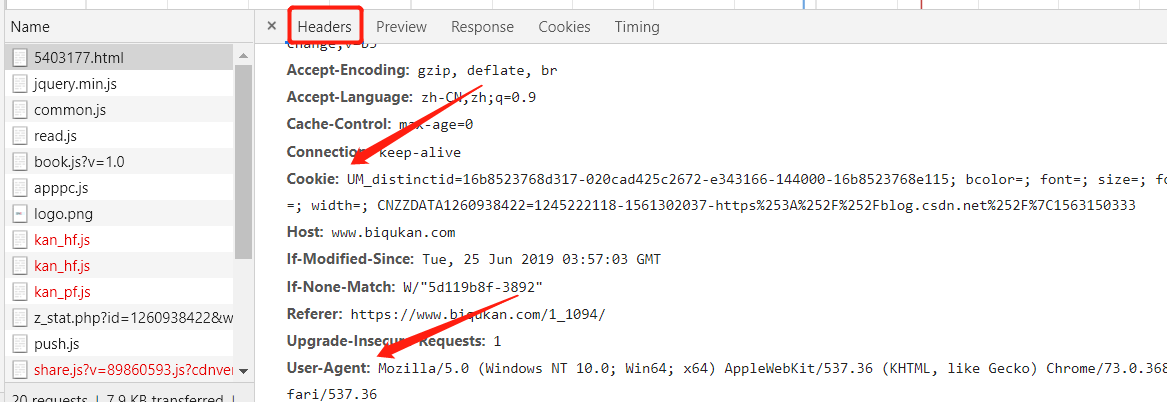 Name
× Headers Preview Response Cookies Timing
5403177.html
jquery.min.js
common.js
read.js
book.js?v=1.0
apppc.js
logo.png
kan_hf.js
kan_hf.js
kan_pf.js
z_stat.php?id=1260938422&w
push.js
share.js?v=89860593.js?cdnver
20 requests | 7.9 KB transferred |
change;v=b3
Accept-Encoding: gzip, deflate, br
Accept-Language: zh-CN,zh;q=0.9
Cache-Control: max-age=0
Connection: keep-alive
Cookie: UM_distinctid=16b8523768d317-020cad425c2672-e343166-144000-16b8523768e115; bcolor=; font=; size=; fo
=; width=; CNZZDATA1260938422=1245222118-1561302037-https%253A%252F%252Fblog.csdn.net%252F%7C1563150333
Host: www.biqukan.com
If-Modified-Since: Tue, 25 Jun 2019 03:57:03 GMT
If-None-Match: W/"5d119b8f-3892"
Referer: https://www.biqukan.com/1_1094/
Upgrade-Insecure-Requests: 1
User-Agent: Mozilla/5.0 (Windows NT 10.0; Win64; x64) AppleWebKit/537.36 (KHTML, like Gecko) Chrome/73.0.368
fari/537.36